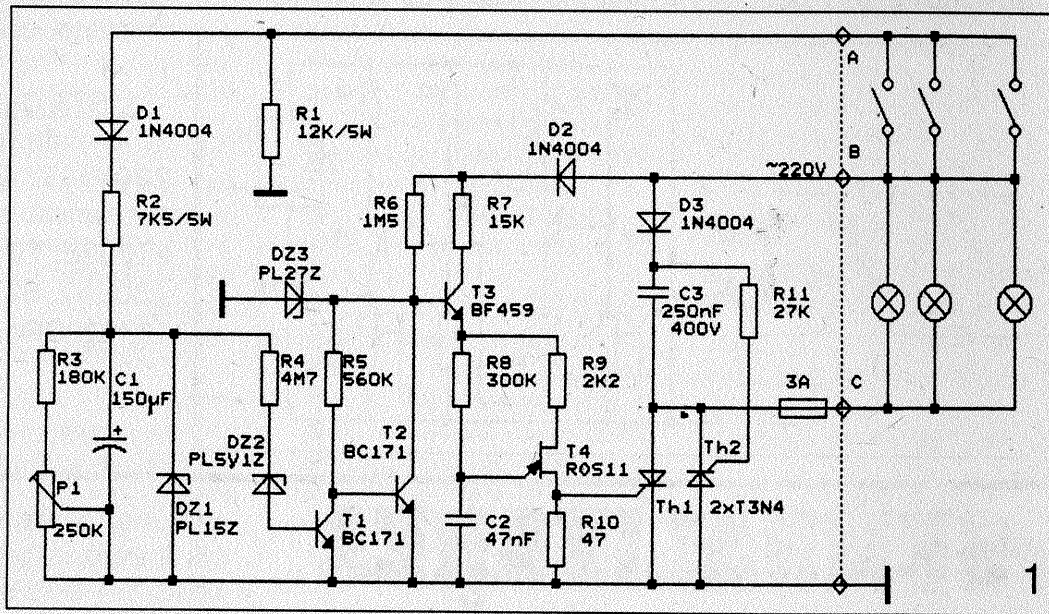 A
D1
1N4004
R1
12K/5W
D2
1N4004
B
~220V
R2
7K5/5W
R6
1M5
R7
15K
D3
1N4004
DZ3
PL27Z
T3
BF459
C3
250nF
400V
R11
27K
R3
180K
C1
150µF
+
R4
4M7
R5
560K
R8
300K
R9
2K2
3A
C
DZ2
PL5V1Z
T2
BC171
T4
ROS11
Th2
P1
250K
DZ1
PL15Z
T1
BC171
C2
47nF
R10
47
Th1
2xT3N4
1